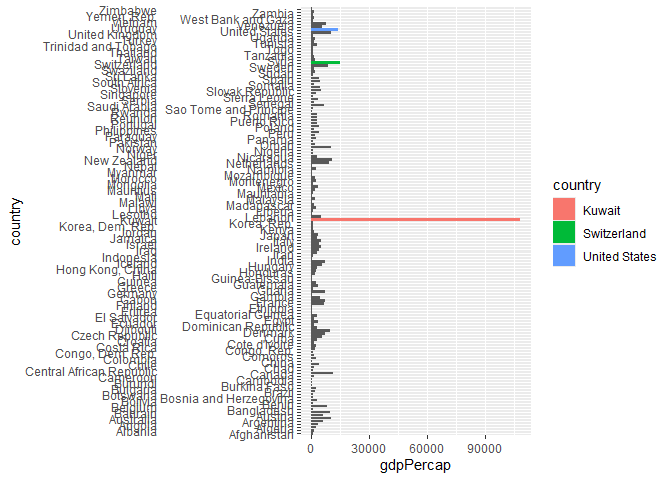 country
Zimbabwe
Yemen, Rep.
Vietnam
Uruguay
United Kingdom
Turkey
Trinidad and Tobago
Thailand
Taiwan
Switzerland
Swaziland
Sri Lanka
South Africa
Slovenia
Singapore
Serbia
Saudi Arabia
Rwanda
Reunion
Portugal
Philippines
Paraguay
Pakistan
Norway
Niger
New Zealand
Nepal
Myanmar
Morocco
Mongolia
Mauritius
Mali
Malawi
Libya
Lesotho
Kuwait
Korea, Dem. Rep.
Jordan
Jamaica
Israel
Iraq
Indonesia
Iceland
Hong Kong, China
Haiti
Guinea
Greece
Germany
Gabon
Finland
Eritrea
El Salvador
Ecuador
Djibouti
Czech Republic
Croatia
Costa Rica
Congo, Dem. Rep.
Colombia
Chile
Central African Republic
Cameroon
Burundi
Bulgaria
Botswana
Bolivia
Belgium
Bahrain
Australia
Angola
Albania
Zambia
West Bank and Gaza
Venezuela
United States
Uganda
Tunisia
Togo
Tanzania
Syria
Sweden
Sudan
Spain
Somalia
Slovak Republic
Sierra Leone
Senegal
Sao Tome and Principe
Romania
Puerto Rico
Poland
Peru
Panama
Oman
Nigeria
Nicaragua
Netherlands
Namibia
Mozambique
Montenegro
Mexico
Mauritania
Malaysia
Madagascar
Liberia
Lebanon
Korea, Rep.
Kenya
Japan
Italy
Ireland
Iran
India
Hungary
Honduras
Guinea-Bissau
Guatemala
Ghana
Gambia
France
Ethiopia
Equatorial Guinea
Egypt
Dominican Republic
Denmark
Cuba
Cote d'Ivoire
Congo, Rep.
Comoros
China
Chad
Canada
Cambodia
Burkina Faso
Brazil
Bosnia and Herzegovina
Benin
Bangladesh
Austria
Argentina
Algeria
Afghanistan
0
30000
60000
90000
gdpPercap
country
Kuwait
Switzerland
United States